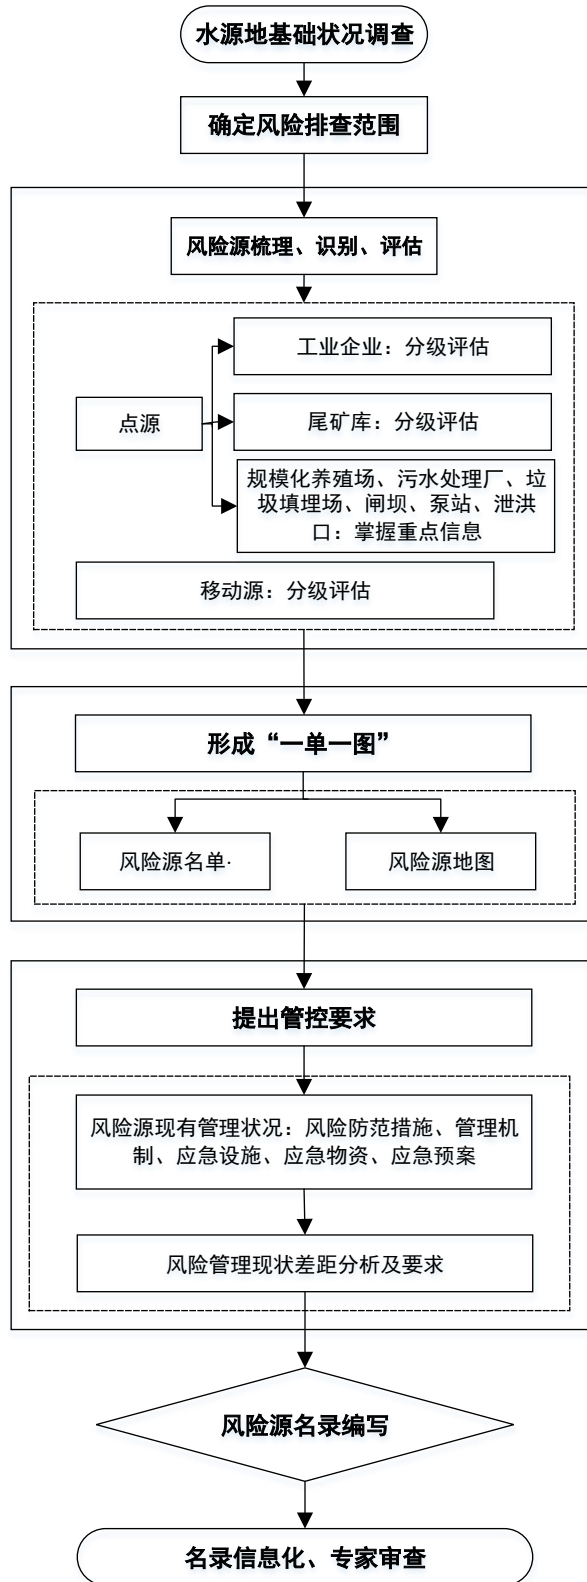 水源地基础状况调查
确定风险排查范围
风险源梳理、识别、评估
工业企业：分级评估
点源
尾矿库：分级评估
规模化养殖场、污水处理厂、垃
圾填埋场、闸坝、泵站、泄洪
口：掌握重点信息
移动源：分级评估
形成“一单一图”
风险源名单·
风险源地图
提出管控要求
风险源现有管理状况：风险防范措施、管理机
制、应急设施、应急物资、应急预案
风险管理现状差距分析及要求
风险源名录编写
名录信息化、专家审查